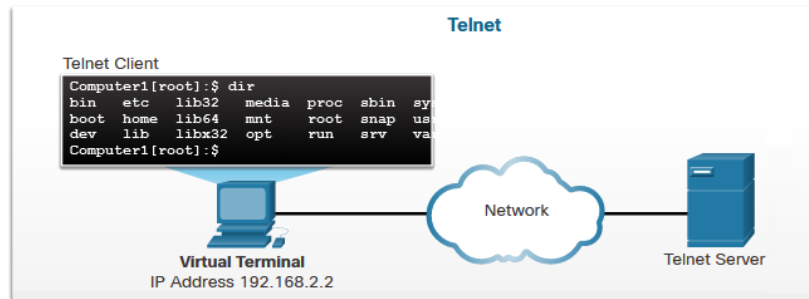 Telnet
Telnet Client
Computer1[root]:$ dir
bin etc lib32 media proc sbin
boot home lib64 mnt root snap
dev lib libx32 opt run srv
Computer1[root]:$
Network
Virtual Terminal
IP Address 192.168.2.2
Telnet Server